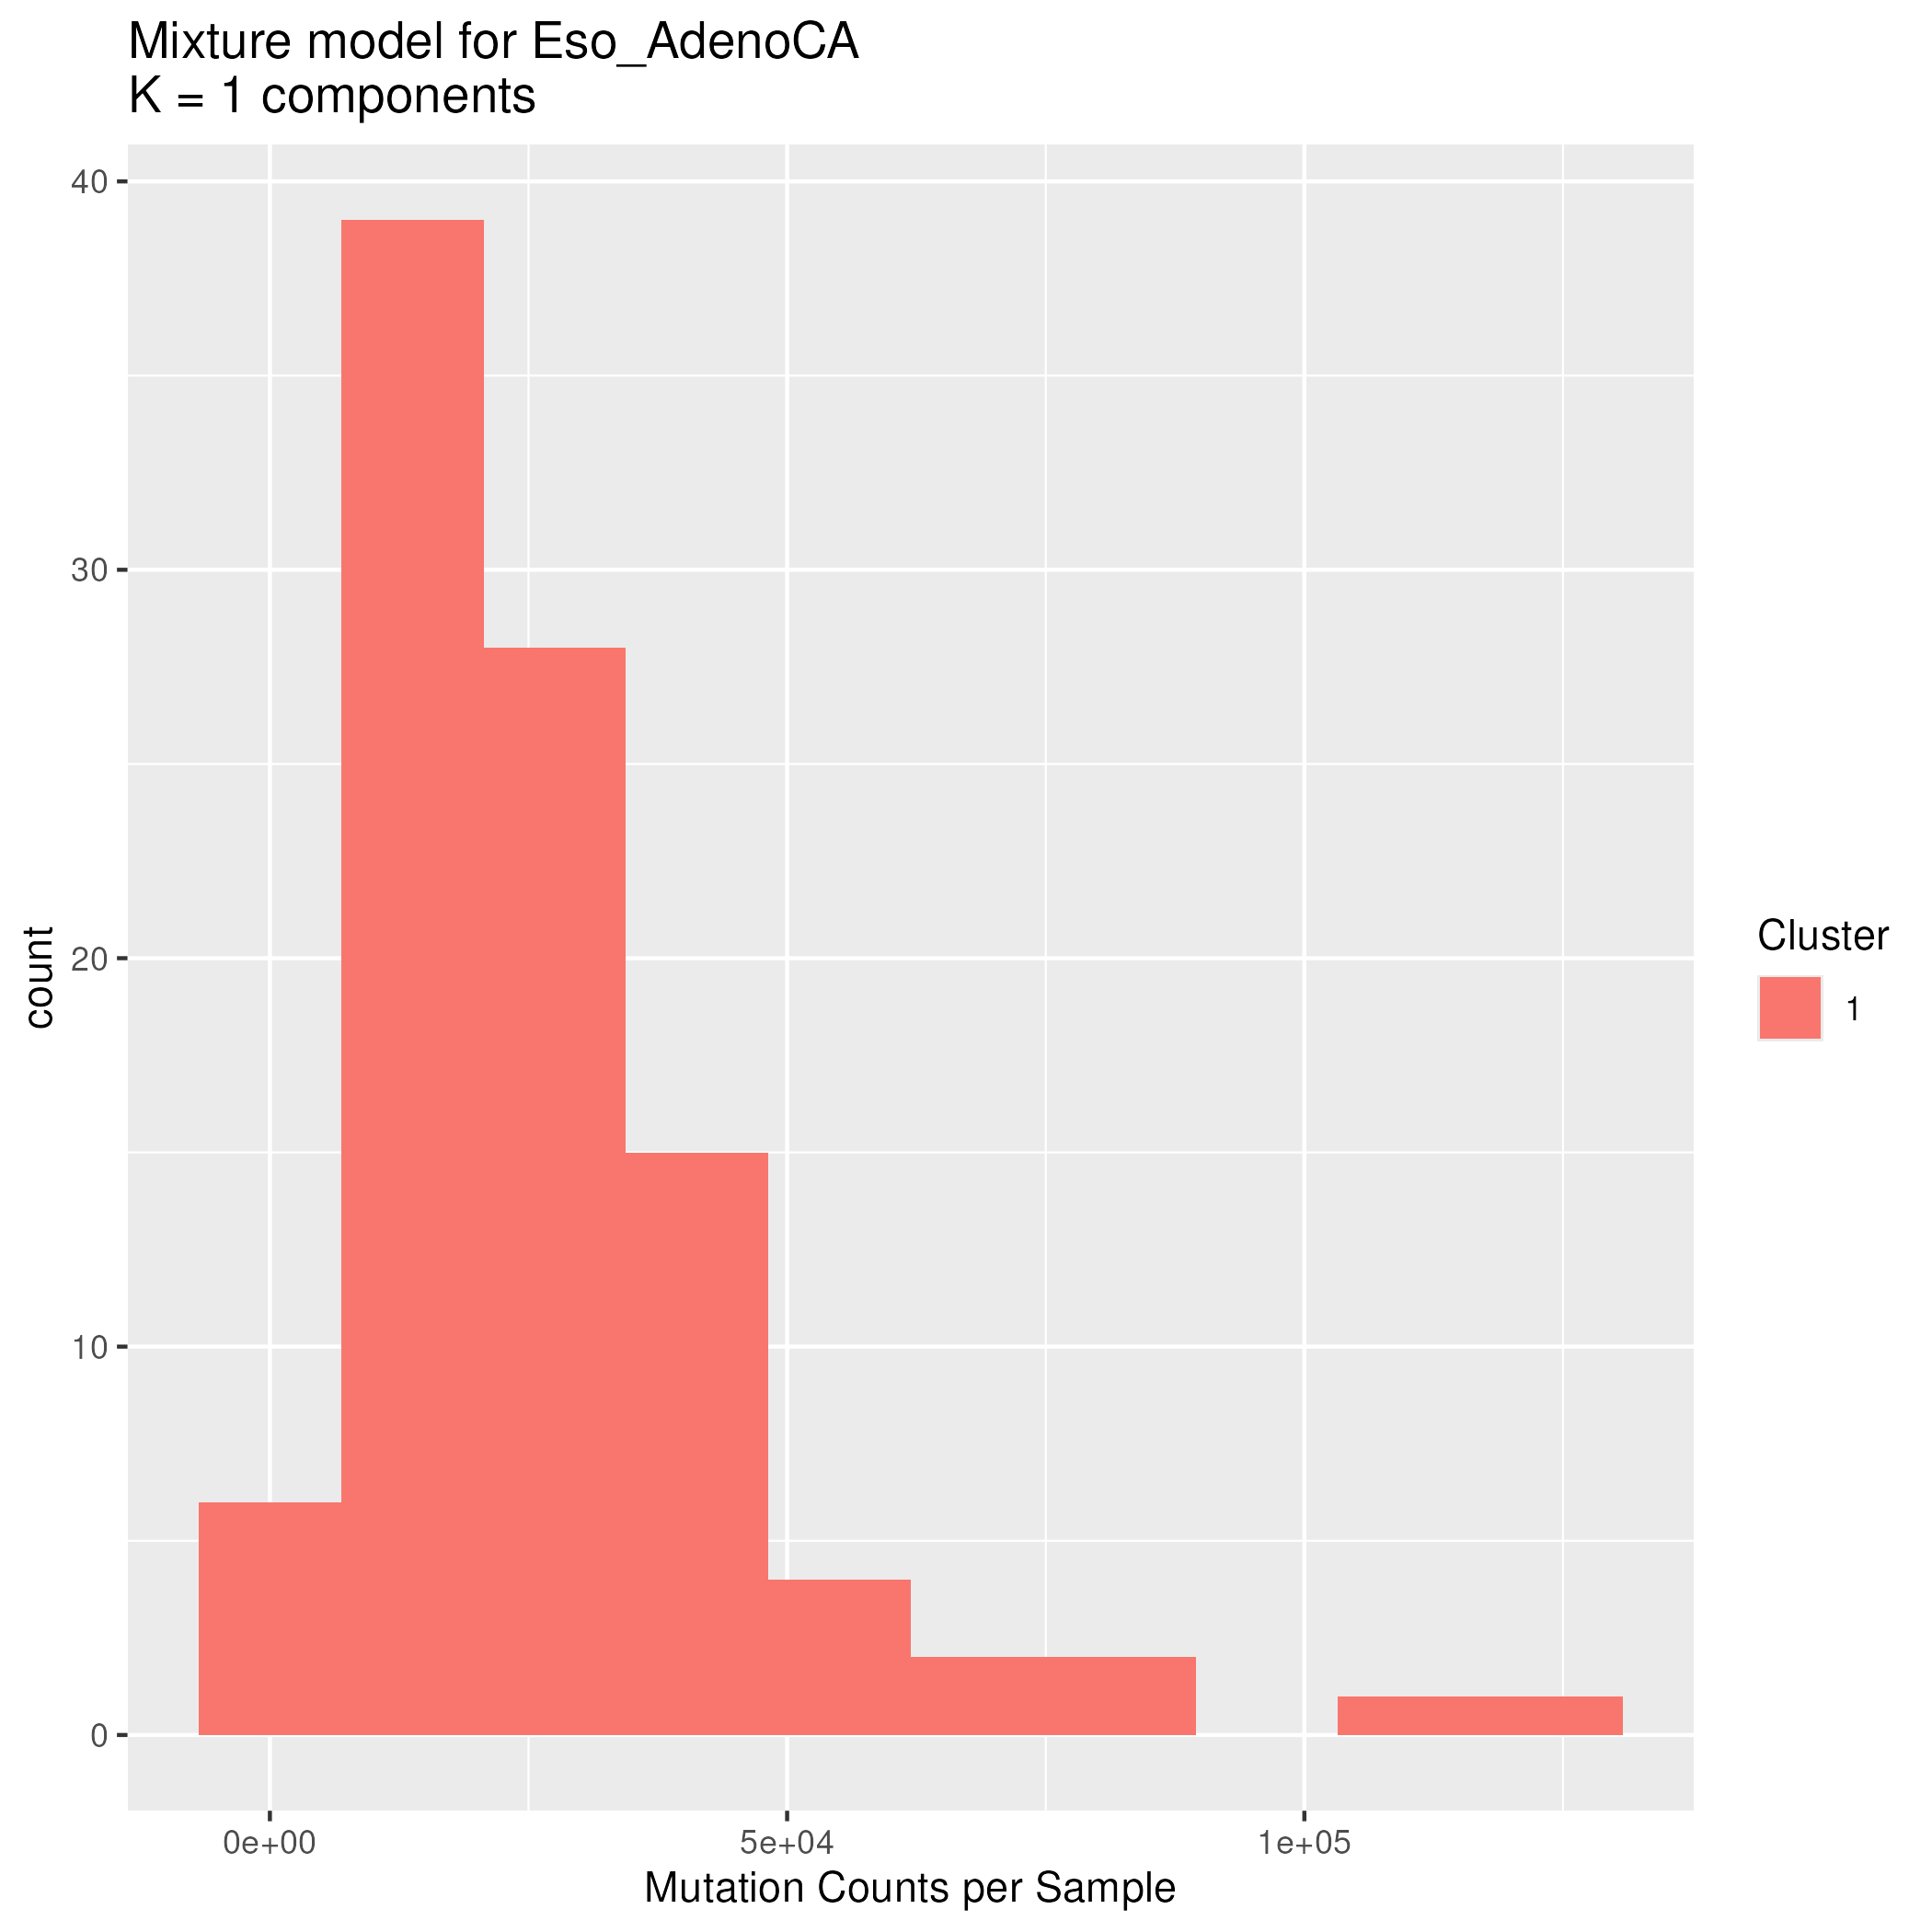 Mixture model for Eso_AdenoCA
K = 1 components
40
30
20
10
0
count
0e+00 5e+04 1e+05
Mutation Counts per Sample
Cluster
1